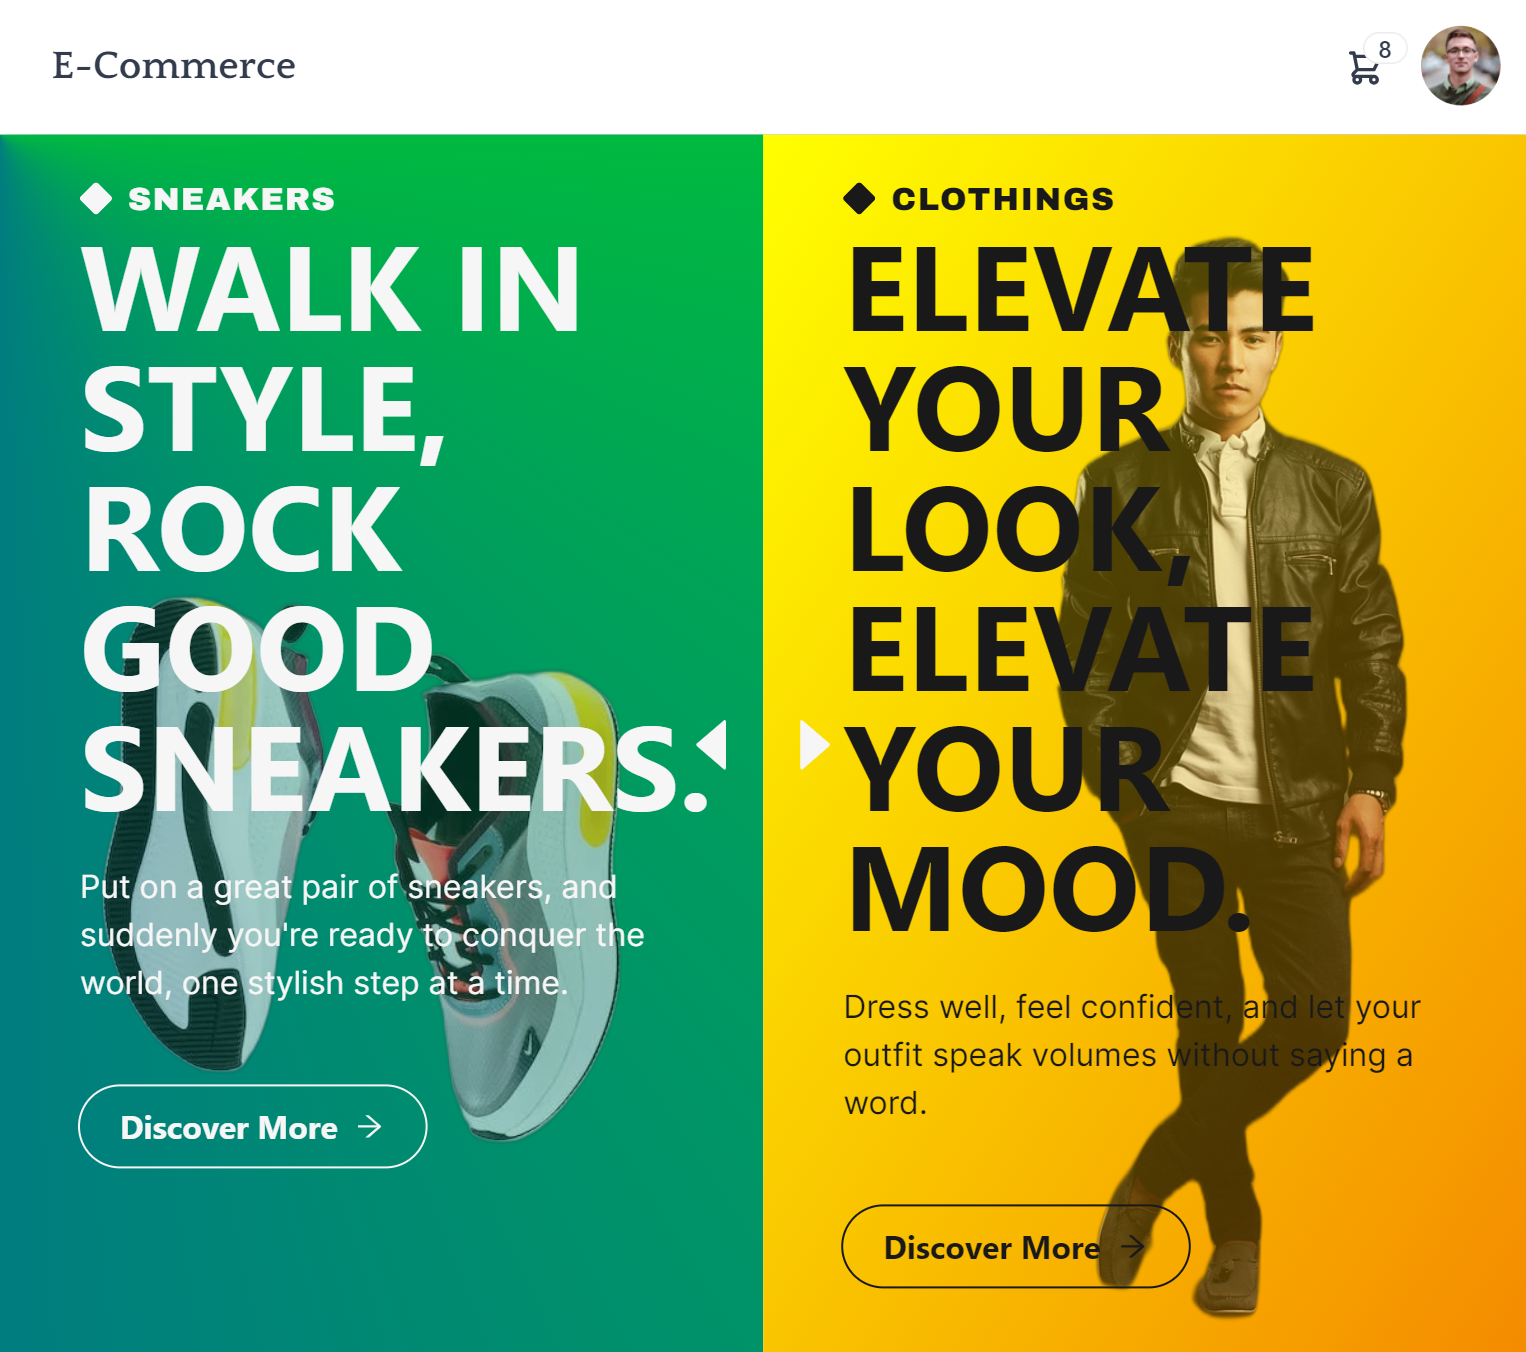 E-Commerce
8
SNEAKERS
WALK IN
STYLE,
ROCK
GOOD
SNEAKERS.
Put on a great pair of sneakers, and
suddenly you're ready to conquer the
world, one stylish step at a time.
Discover More
CLOTHINGS
ELEVATE
YOUR
LOOK,
ELEVATE
YOUR
MOOD.
Dress well, feel confident, and let your
outfit speak volumes without saying a
word.
Discover More